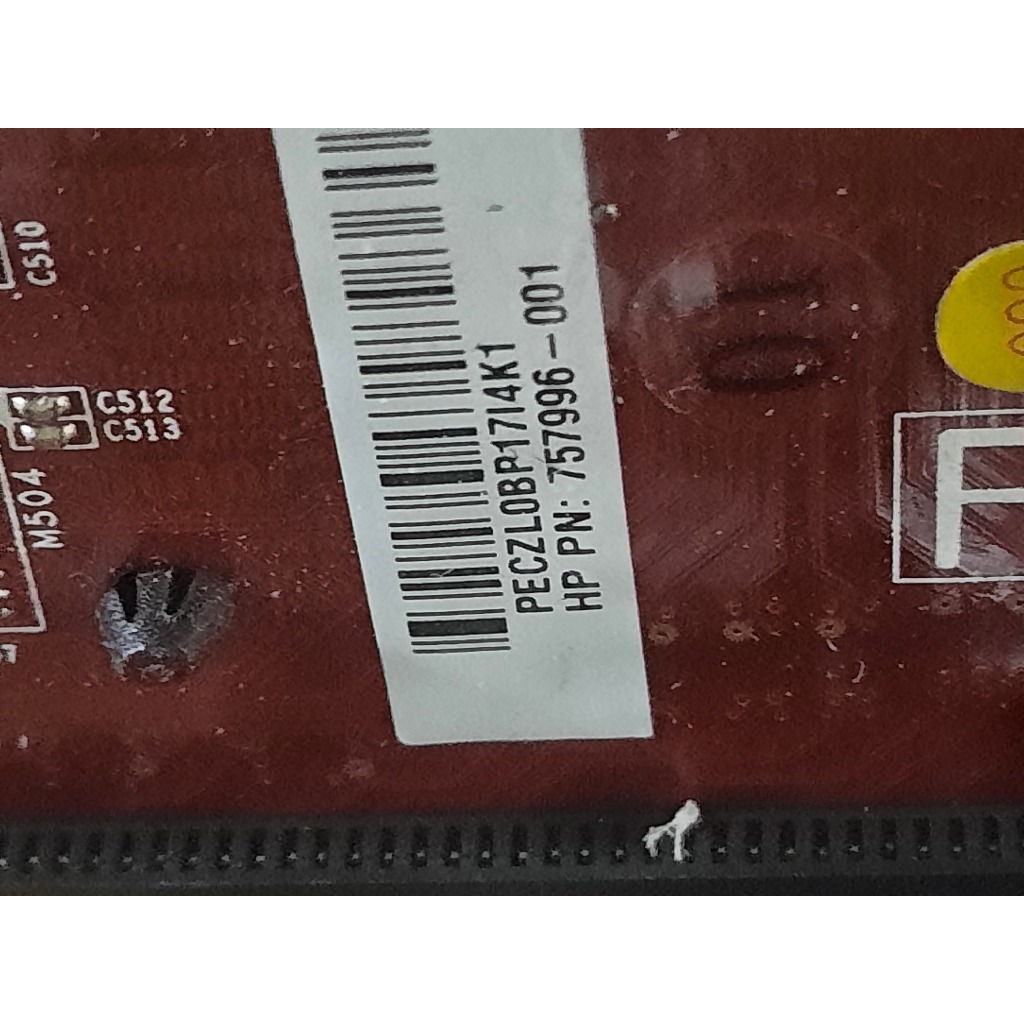 PECZL0BP17I4K1
HP PN: 757996-001
C510
C512
C513
M504